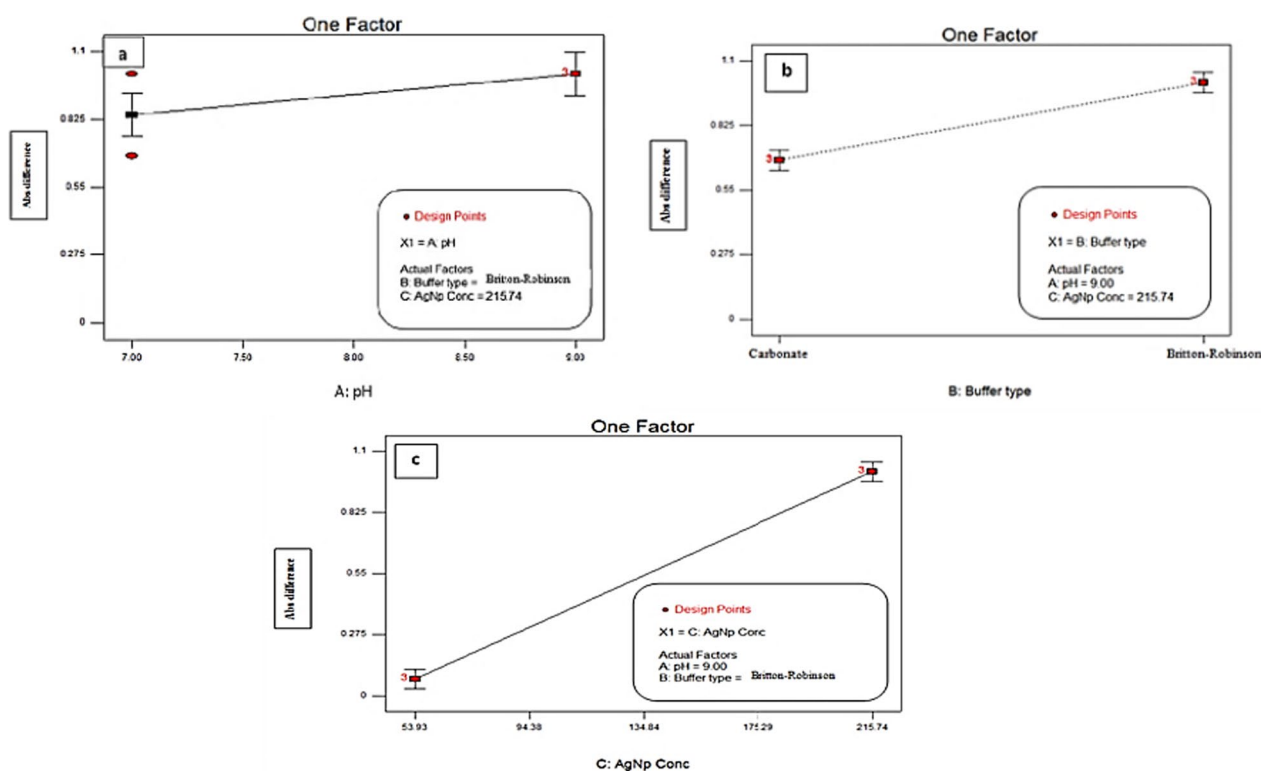 One Factor
a
1.1
0.825
0.55
0.275
0
Abs difference
3
Design Points
X1 = A: pH
Actual Factors
B: Buffer type = Britton-Robinson
C: AgNp Conc = 215.74
7.00 7.50 8.00 8.50 9.00
A: pH
One Factor
b
1.1
0.825
0.55
0.275
0
Abs difference
3
3
Design Points
X1 = B: Buffer type
Actual Factors
A: pH = 9.00
C: AgNp Conc = 215.74
Carbonate Britton-Robinson
B: Buffer type
One Factor
c
1.1
0.825
0.55
0.275
0
Abs difference
3
3
Design Points
X1 = C: AgNp Conc
Actual Factors
A: pH = 9.00
B: Buffer type = Britton-Robinson
53.93 94.38 134.84 175.29 215.74
C: AgNp Conc